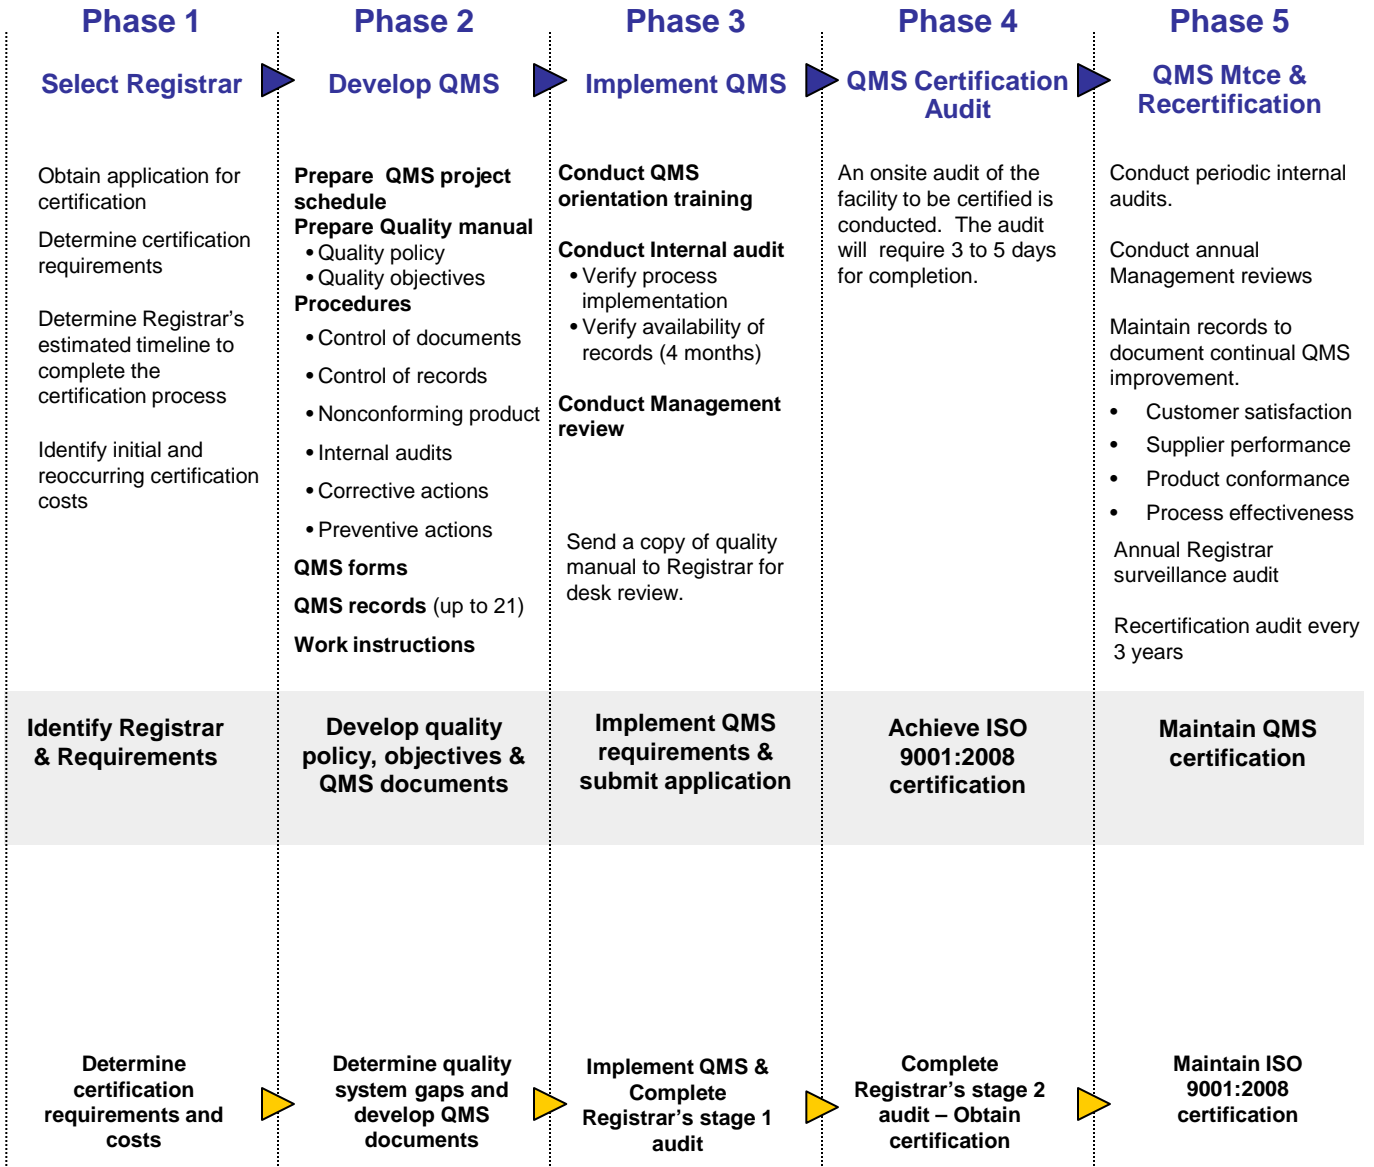 Phase 1
Select Registrar
Obtain application for
certification
Determine certification
requirements
Determine Registrar's
estimated timeline to
complete the
certification process
Identify initial and
reoccurring certification
costs
Identify Registrar
& Requirements
Determine
certification
requirements and
costs
Phase 2
Develop QMS
Prepare QMS project
schedule
Prepare Quality manual
• Quality policy
• Quality objectives
Procedures
• Control of documents
• Control of records
• Nonconforming product
• Internal audits
• Corrective actions
• Preventive actions
QMS forms
QMS records (up to 21)
Work instructions
Develop quality
policy, objectives &
QMS documents
Determine quality
system gaps and
develop QMS
documents
Phase 3
Implement QMS
Conduct QMS
orientation training
Conduct Internal audit
• Verify process
implementation
• Verify availability of
records (4 months)
Conduct Management
review
Send a copy of quality
manual to Registrar for
desk review.
Implement QMS
requirements &
submit application
Implement QMS &
Complete
Registrar's stage 1
audit
Phase 4
QMS Certification
Audit
An onsite audit of the
facility to be certified is
conducted. The audit
will require 3 to 5 days
for completion.
Achieve ISO
9001:2008
certification
Complete
Registrar's stage 2
audit – Obtain
certification
Phase 5
QMS Mtce &
Recertification
Conduct periodic internal
audits.
Conduct annual
Management reviews
Maintain records to
document continual QMS
improvement.
• Customer satisfaction
• Supplier performance
• Product conformance
• Process effectiveness
Annual Registrar
surveillance audit
Recertification audit every
3 years
Maintain QMS
certification
Maintain ISO
9001:2008
certification